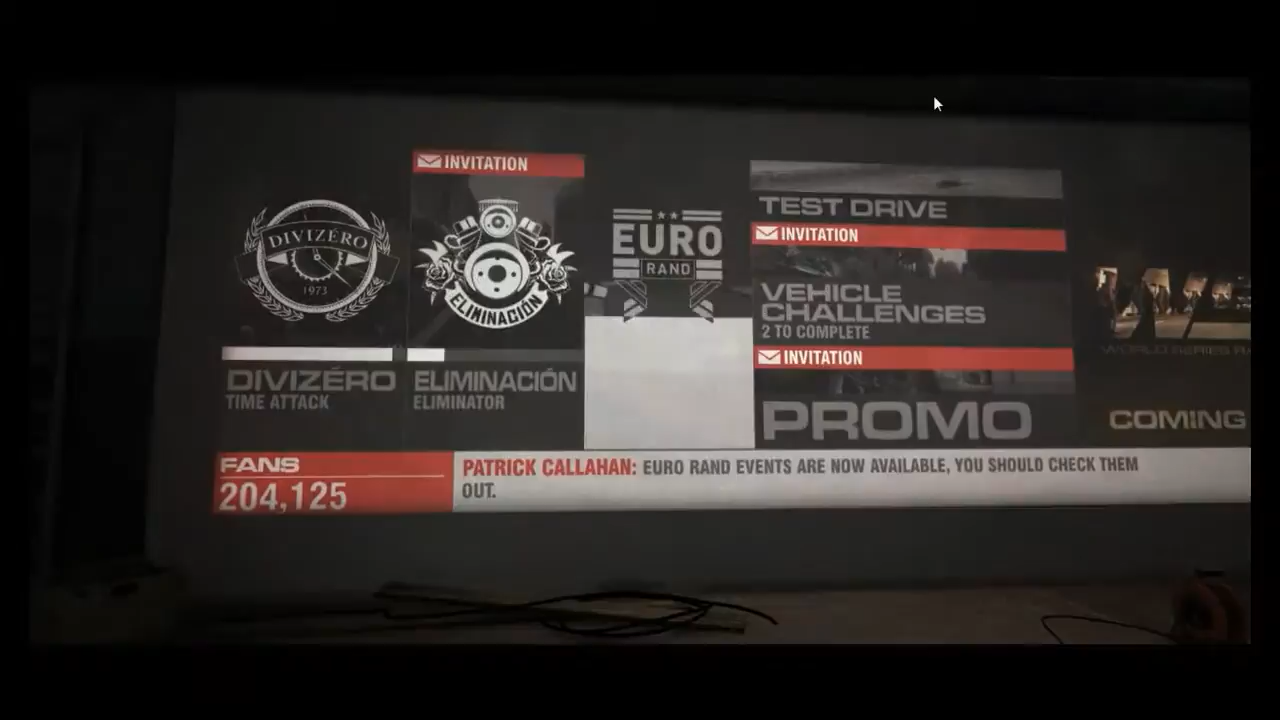 INVITATION
DIVIZÉRO
1973
ELIMINACIÓN
EURO
RAND
TEST DRIVE
INVITATION
VEHICLE
CHALLENGES
2 TO COMPLETE
INVITATION
PROMO
DIVIZÉRO
TIME ATTACK
ELIMINACIÓN
ELIMINATOR
WORLD SERIES
COMING
FANS
204,125
PATRICK CALLAHAN: EURO RAND EVENTS ARE NOW AVAILABLE, YOU SHOULD CHECK THEM
OUT.